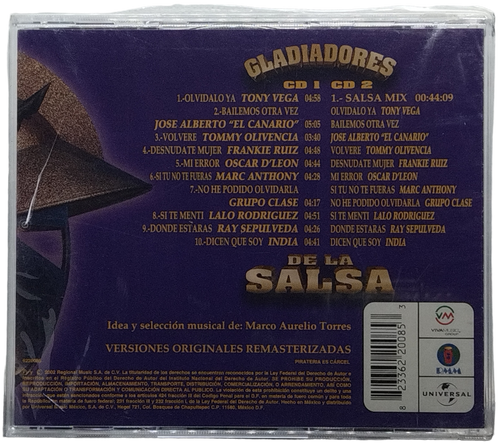 GLADIADORES
CD 1 CD 2
1.-OLVIDALO YA TONY VEGA 04:58
2.-BAILEMOS OTRA VEZ
JOSE ALBERTO "EL CANARIO" 05:05
3.-VOLVERE TOMMY OLIVENCIA 03:40
4.-DESNUDATE MUJER FRANKIE RUIZ 04:48
5.-MI ERROR OSCAR D'LEON 04:44
6.-SI TU NO TE FUERAS MARC ANTHONY 04:28
7.-NO HE PODIDO OLVIDARLA
GRUPO CLASE 04:17
8.-SI TE MENTI LALO RODRIGUEZ 04:51
9.-DONDE ESTARAS RAY SEPULVEDA 04:26
10.-DICEN QUE SOY INDIA 04:41
1.- SALSA MIX 00:44:09
OLVIDALO YA TONY VEGA
BAILEMOS OTRA VEZ
JOSE ALBERTO "EL CANARIO"
VOLVERE TOMMY OLIVENCIA
DESNUDATE MUJER FRANKIE RUIZ
MI ERROR OSCAR D'LEON
SI TU NO TE FUERAS MARC ANTHONY
NO HE PODIDO OLVIDARLA GRUPO CLASE
SI TE MENTI LALO RODRIGUEZ
DONDE ESTARAS RAY SEPULVEDA
DICEN QUE SOY INDIA
DE LA
SALSA
Idea y selección musical de: Marco Aurelio Torres
VERSIONES ORIGINALES REMASTERIZADAS
PIRATERIA ES CÁRCEL
VM
UNIVERSAL
8 23362 20085 3